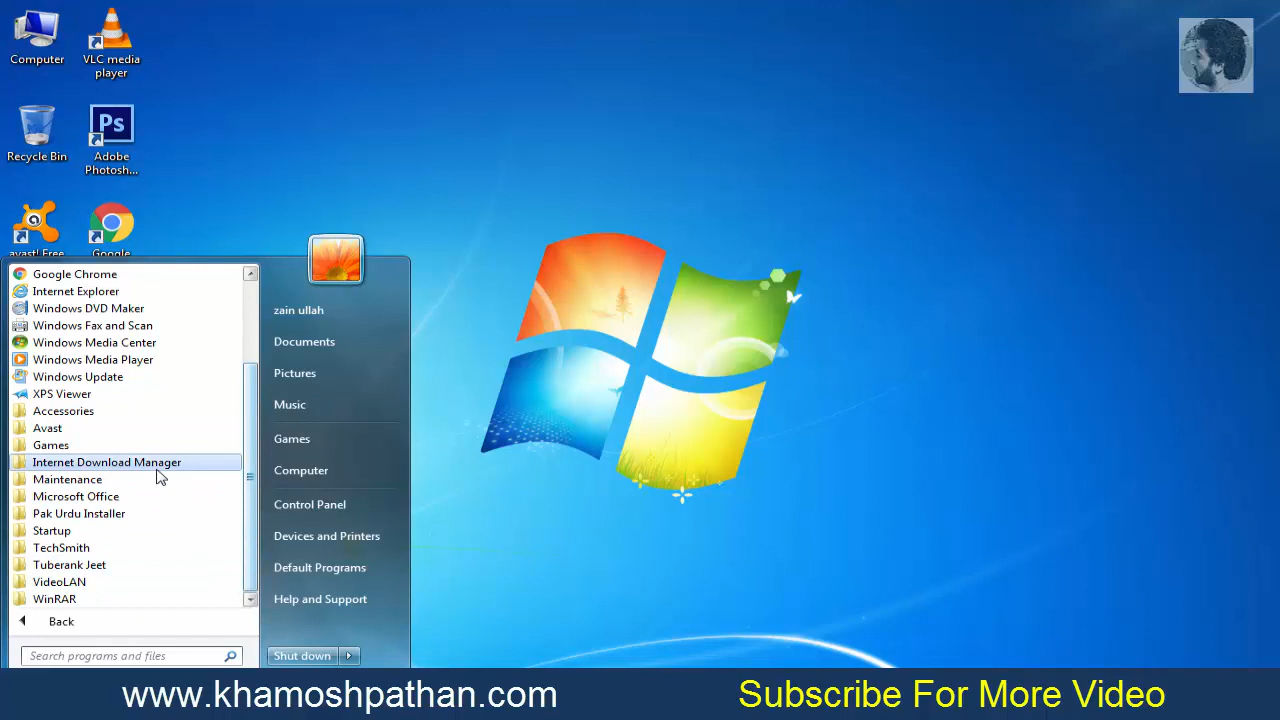 Computer
VLC media
player
Recycle Bin
Ps
Adobe
Photosh...
avast! Free
Google
Google Chrome
Internet Explorer
Windows DVD Maker
Windows Fax and Scan
Windows Media Center
Windows Media Player
Windows Update
XPS Viewer
Accessories
Avast
Games
Internet Download Manager
Maintenance
Microsoft Office
Pak Urdu Installer
Startup
TechSmith
Tuberank Jeet
VideoLAN
WinRAR
Back
Search programs and files
zain ullah
Documents
Pictures
Music
Games
Computer
Control Panel
Devices and Printers
Default Programs
Help and Support
Shut down
www.khamoshpathan.com
Subscribe For More Video